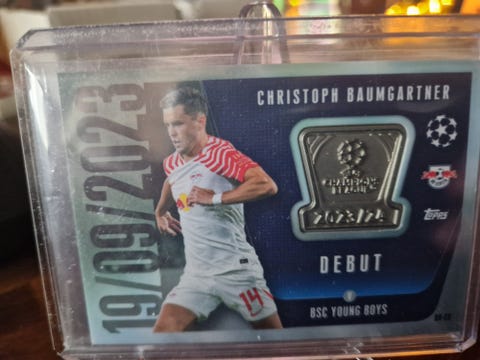 19/09/2023
CHRISTOPH BAUMGARTNER
CHAMPIONS
LEAGUE
2023/24
Topps
DEBUT
V
BSC YOUNG BOYS
14